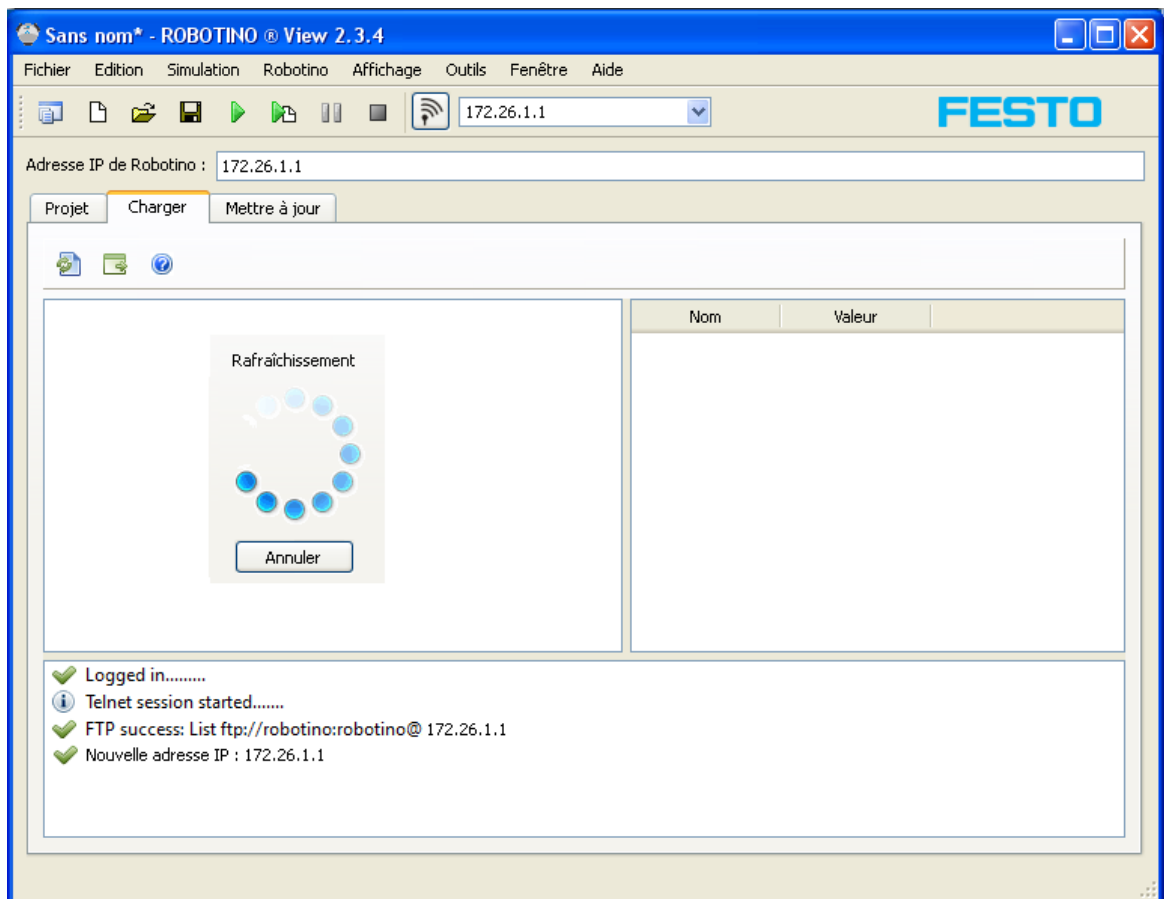 Sans nom* - ROBOTINO ® View 2.3.4
Fichier Edition Simulation Robotino Affichage Outils Fenêtre Aide
172.26.1.1
FESTO
Adresse IP de Robotino : 172.26.1.1
Projet Charger Mettre à jour
Nom Valeur
Rafraîchissement
Annuler
Logged in.........
Telnet session started.......
FTP success: List ftp://robotino:robotino@ 172.26.1.1
Nouvelle adresse IP : 172.26.1.1